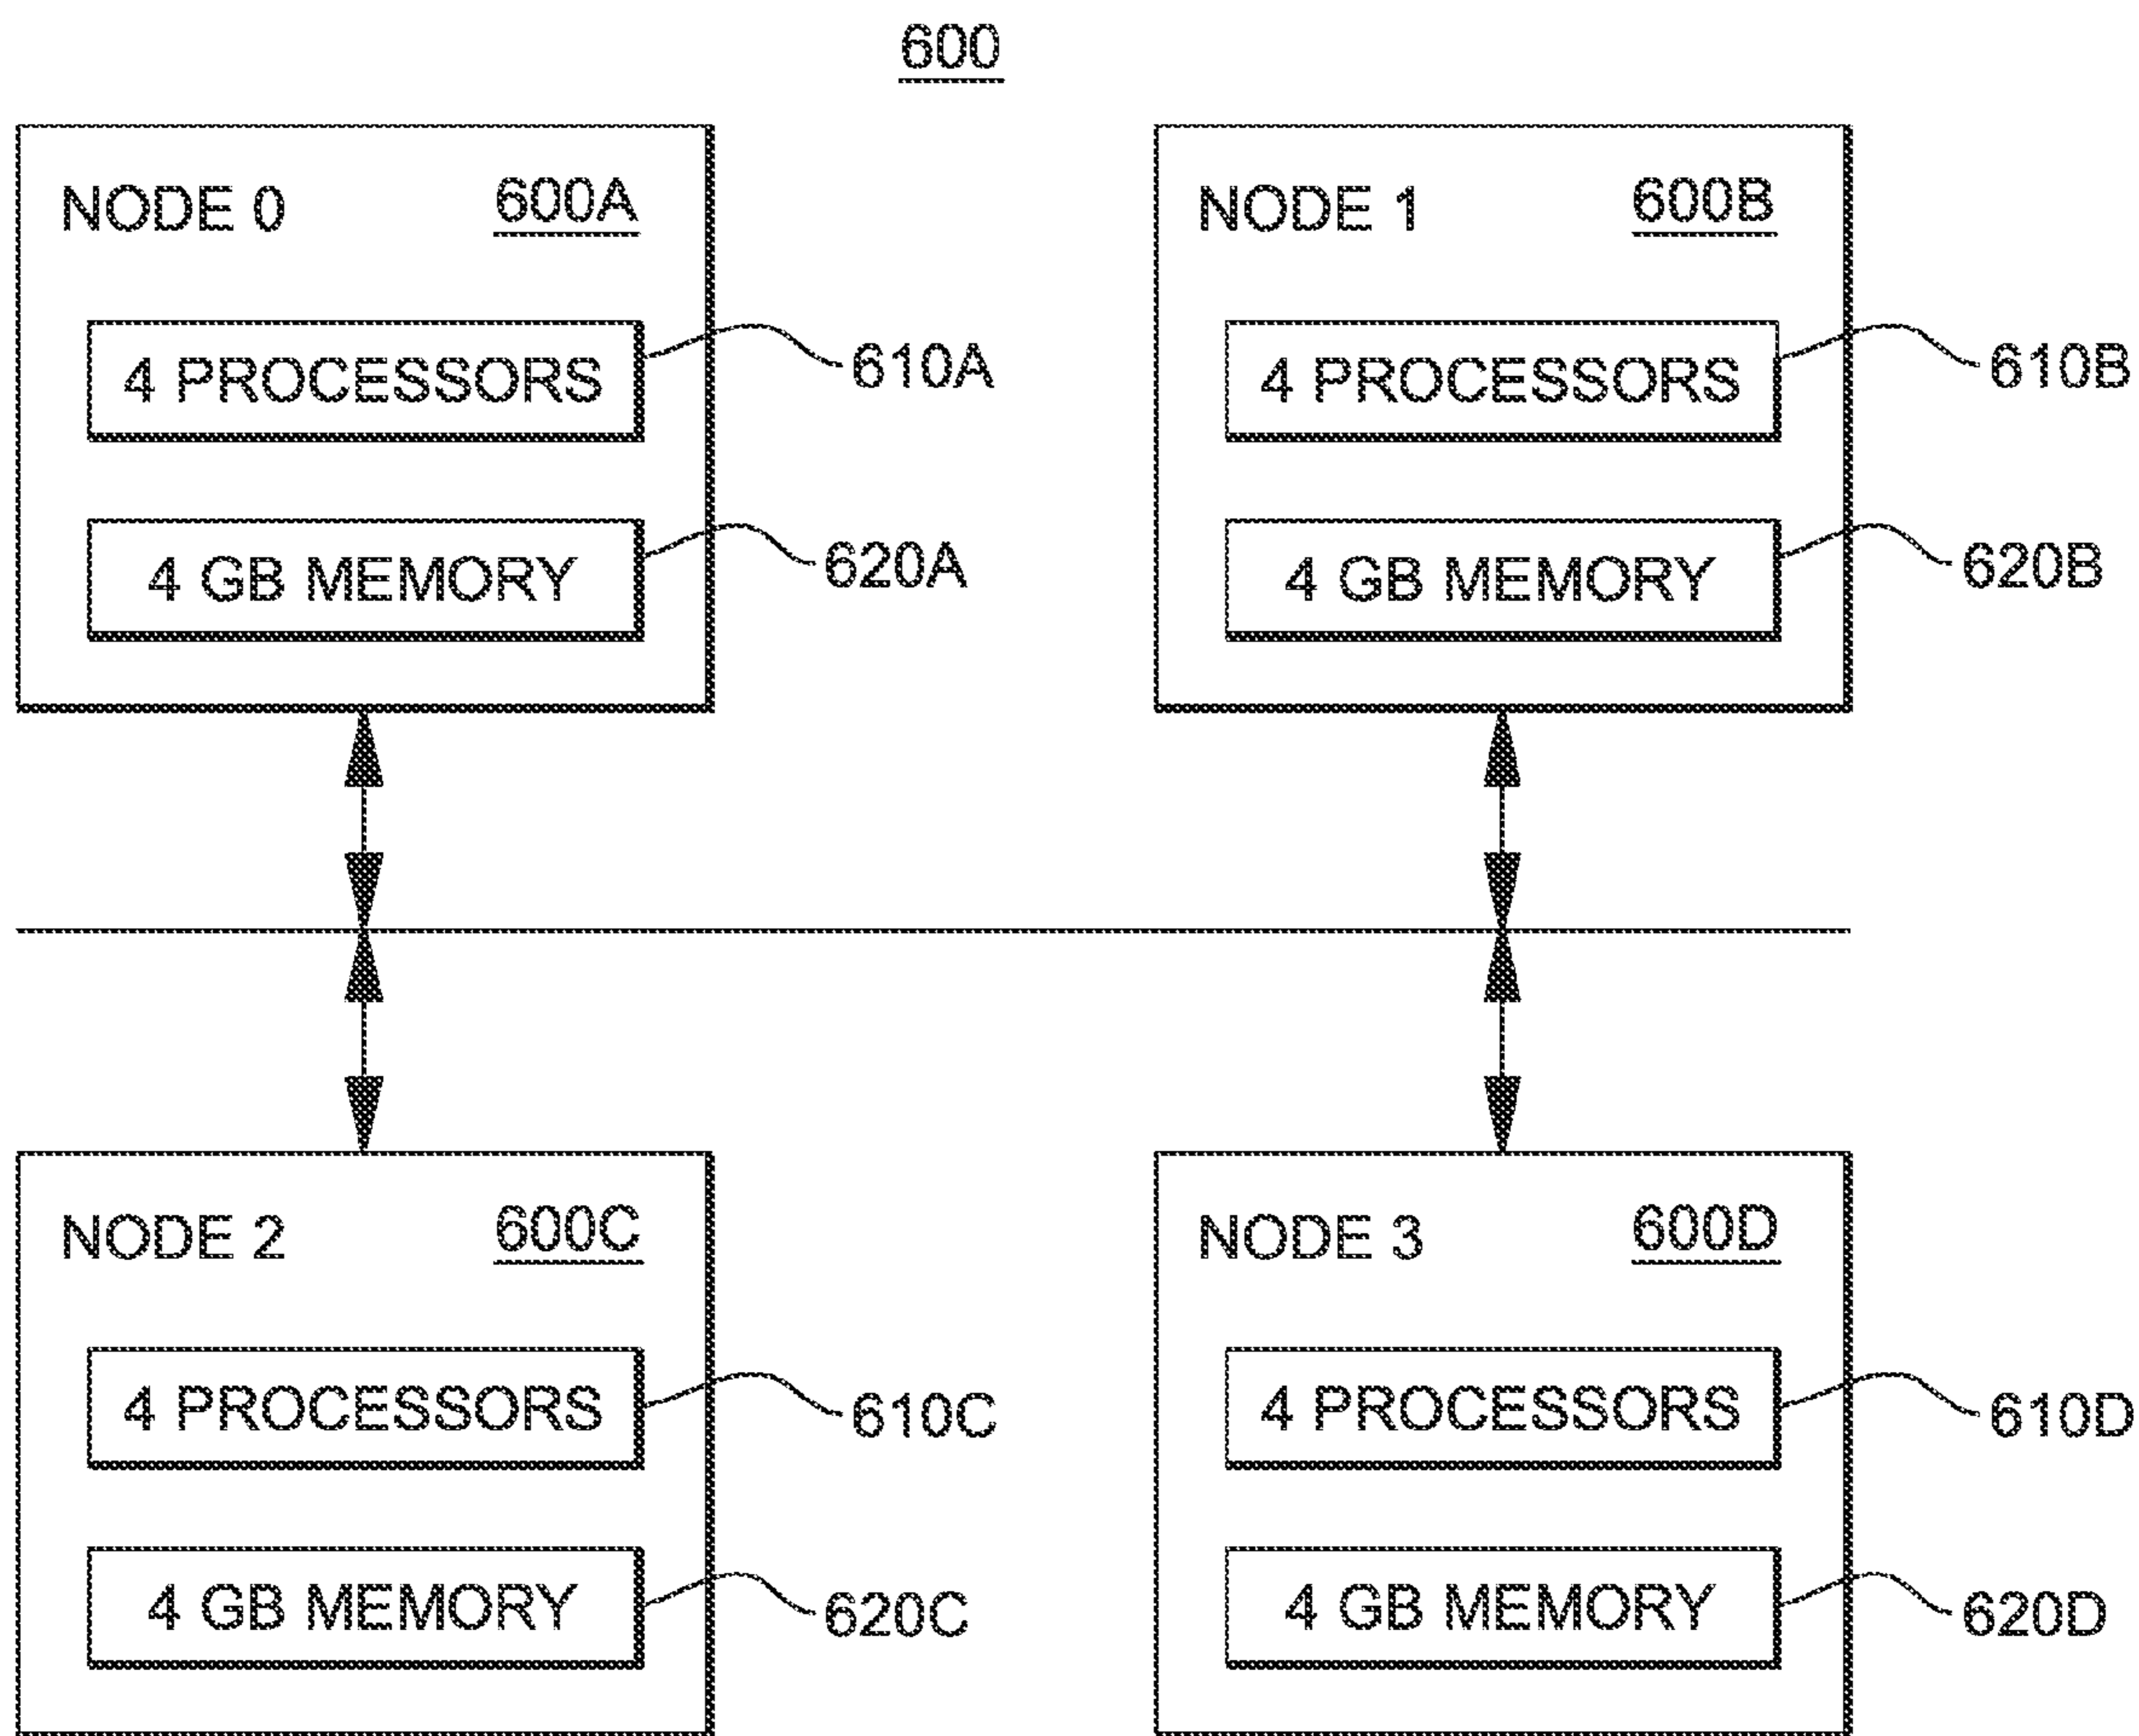 600
NODE 0 600A
4 PROCESSORS 610A
4 GB MEMORY 620A
NODE 1 600B
4 PROCESSORS 610B
4 GB MEMORY 620B
NODE 2 600C
4 PROCESSORS 610C
4 GB MEMORY 620C
NODE 3 600D
4 PROCESSORS 610D
4 GB MEMORY 620D